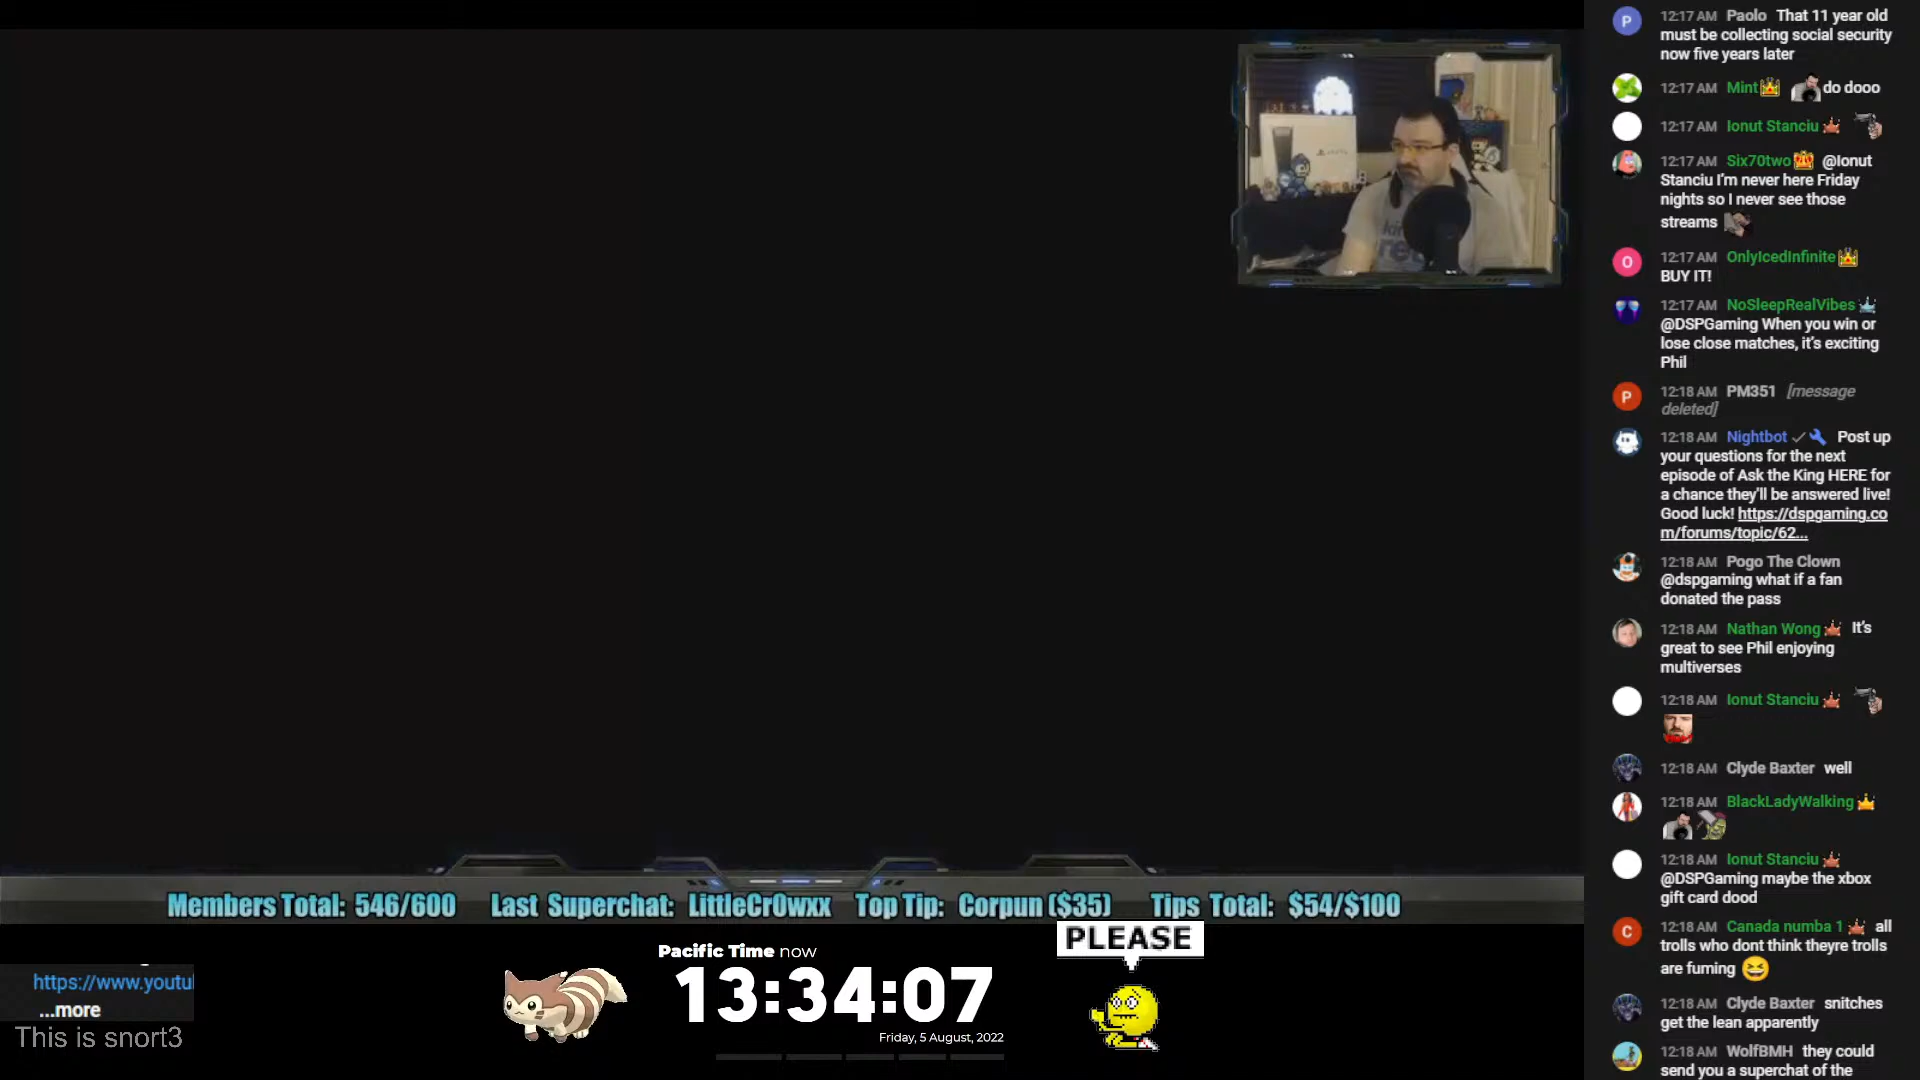 12:17 AM Paolo That 11 year old
must be collecting social security
now five years later
12:17 AM Mint do dooo
12:17 AM Ionut Stanciu
12:17 AM Six70two @Ionut
Stanciu I'm never here Friday
nights so I never see those
streams
12:17 AM OnlyIcedInfinite
BUY IT!
12:17 AM NoSleepRealVibes
@DSPGaming When you win or
lose close matches, it's exciting
Phil
12:18 AM PM351 [message
deleted]
12:18 AM Nightbot Post up
your questions for the next
episode of Ask the King HERE for
a chance they'll be answered live!
Good luck! https://dspgaming.co
m/forums/topic/62...
12:18 AM Pogo The Clown
@dspgaming what if a fan
donated the pass
12:18 AM Nathan Wong It's
great to see Phil enjoying
multiverses
12:18 AM Ionut Stanciu
12:18 AM Clyde Baxter well
12:18 AM BlackLadyWalking
12:18 AM Ionut Stanciu
@DSPGaming maybe the xbox
gift card dood
12:18 AM Canada numba 1 all
trolls who dont think theyre trolls
are fuming
12:18 AM Clyde Baxter snitches
get the lean apparently
12:18 AM WolfBMH they could
send you a superchat of the
Members Total: 546/600 Last Superchat: LittleCr0wxx Top Tip: Corpun ($35) Tips Total: $54/$100
PLEASE
Pacific Time now
13:34:07
Friday, 5 August, 2022
https://www.youtu
...more
This is snort3